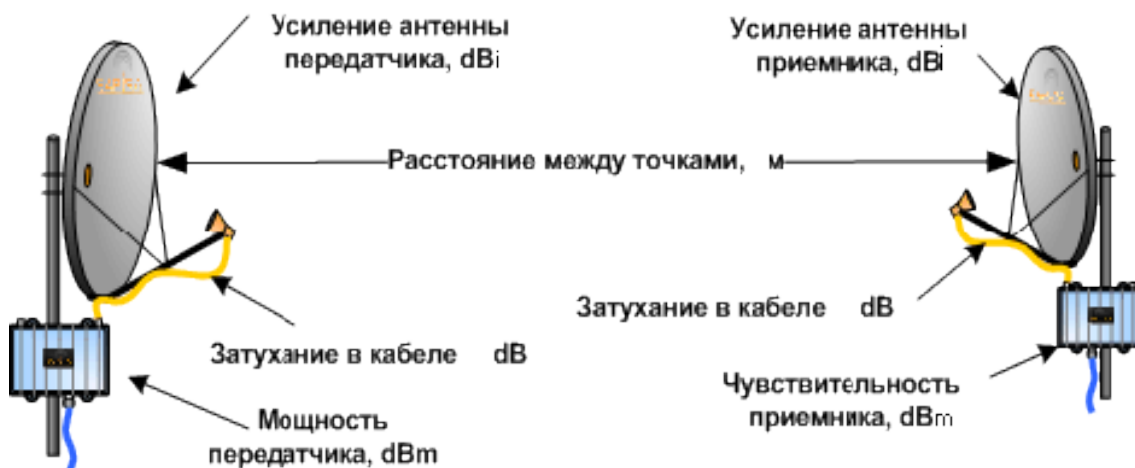 Усиление антенны
передатчика, dBi
Усиление антенны
приемника, dBi
Расстояние между точками, м
Затухание в кабеле dB
Затухание в кабеле dB
Мощность
передатчика, dBm
Чувствительность
приемника, dBm